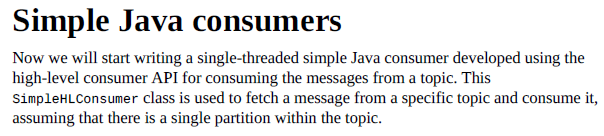 Simple Java consumers
Now we will start writing a single-threaded simple Java consumer developed using the
high-level consumer API for consuming the messages from a topic. This
SimpleHLConsumer class is used to fetch a message from a specific topic and consume it,
assuming that there is a single partition within the topic.